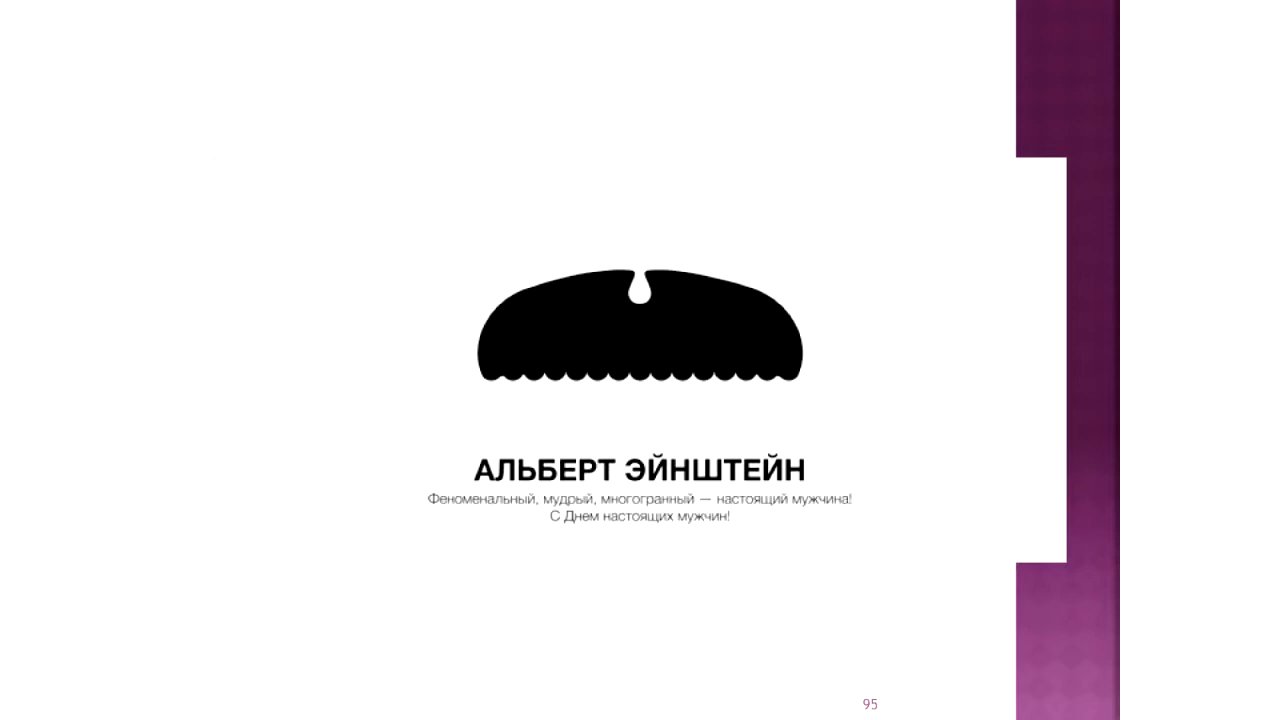 АЛЬБЕРТ ЭЙНШТЕЙН
Феноменальный, мудрый, многогранный — настоящий мужчина!
С Днем настоящих мужчин!
95